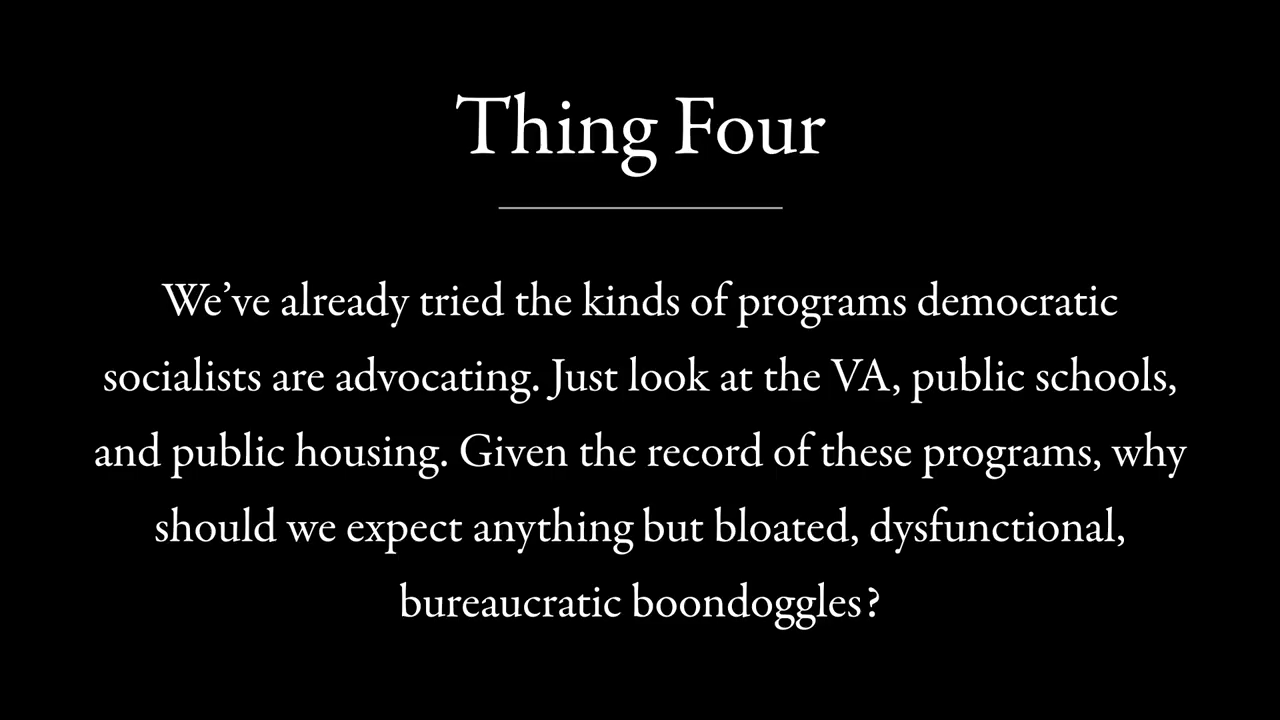 Thing Four
We’ve already tried the kinds of programs democratic
socialists are advocating. Just look at the VA, public schools,
and public housing. Given the record of these programs, why
should we expect anything but bloated, dysfunctional,
bureaucratic boondoggles?